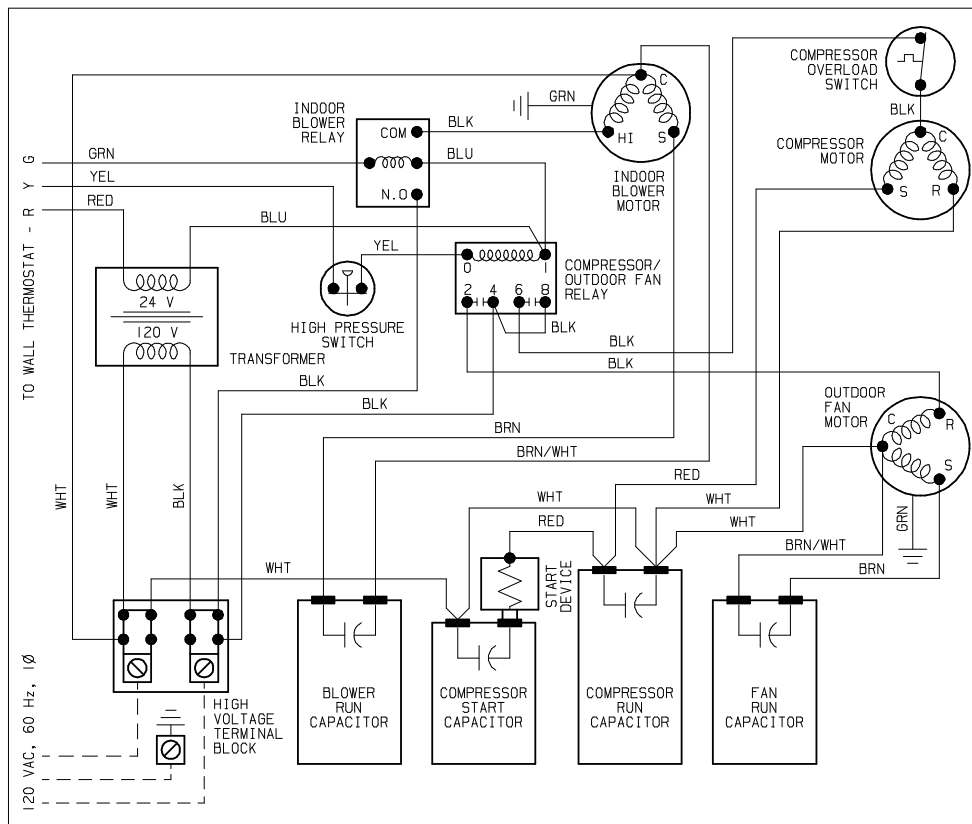 COMPRESSOR
OVERLOAD
SWITCH
BLK
COMPRESSOR
MOTOR
C
S
R
C
HI
S
GRN
INDOOR
BLOWER
MOTOR
INDOOR
BLOWER
RELAY
COM
N.O
BLK
BLU
TO WALL THERMOSTAT - R Y G
GRN
YEL
RED
BLU
YEL
24 V
120 V
TRANSFORMER
HIGH PRESSURE
SWITCH
0
1
2
4
6
8
COMPRESSOR/
OUTDOOR FAN
RELAY
BLK
BLK
BLK
BLK
BLK
BRN
BRN/WHT
OUTDOOR
FAN
MOTOR
C
R
S
RED
WHT
WHT
WHT
RED
WHT
WHT
WHT
BLK
GRN
BRN/WHT
BRN
START
DEVICE
BLOWER
RUN
CAPACITOR
COMPRESSOR
START
CAPACITOR
COMPRESSOR
RUN
CAPACITOR
FAN
RUN
CAPACITOR
HIGH
VOLTAGE
TERMINAL
BLOCK
120 VAC, 60 Hz, 1Ø